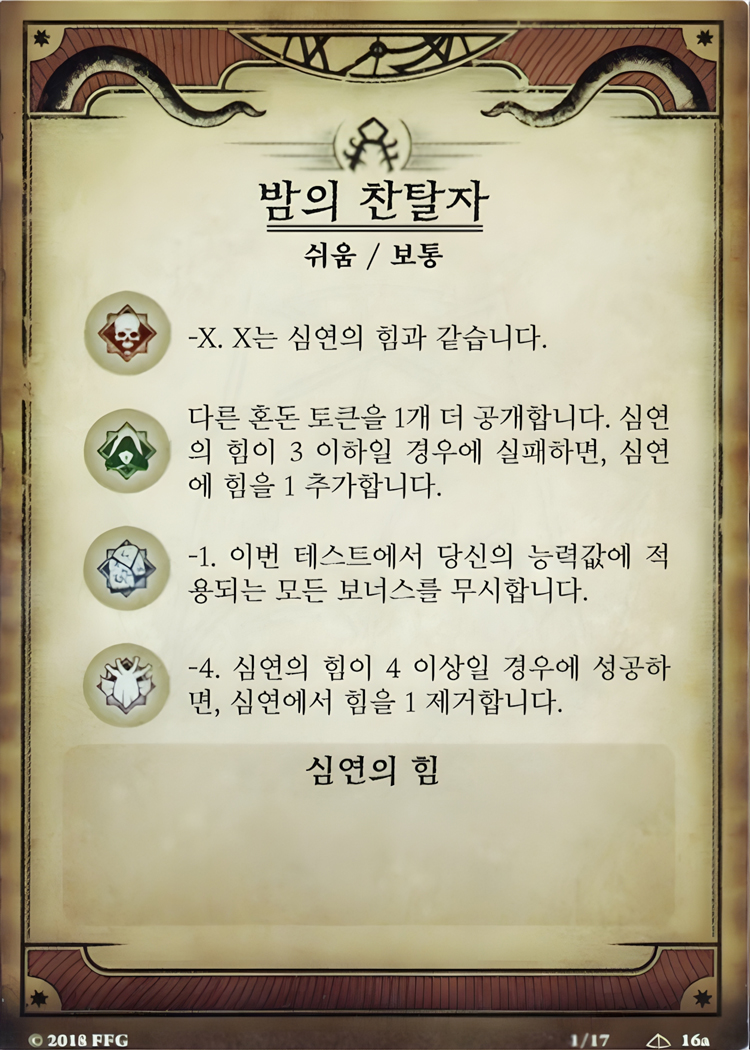 밤의 찬탈자
쉬움 / 보통
-X. X는 심연의 힘과 같습니다.
다른 혼돈 토큰을 1개 더 공개합니다. 심연
의 힘이 3 이하일 경우에 실패하면, 심연
에 힘을 1 추가합니다.
-1. 이번 테스트에서 당신의 능력값에 적
용되는 모든 보너스를 무시합니다.
-4. 심연의 힘이 4 이상일 경우에 성공하
면, 심연에서 힘을 1 제거합니다.
심연의 힘
© 2018 FFG
1/17
16a